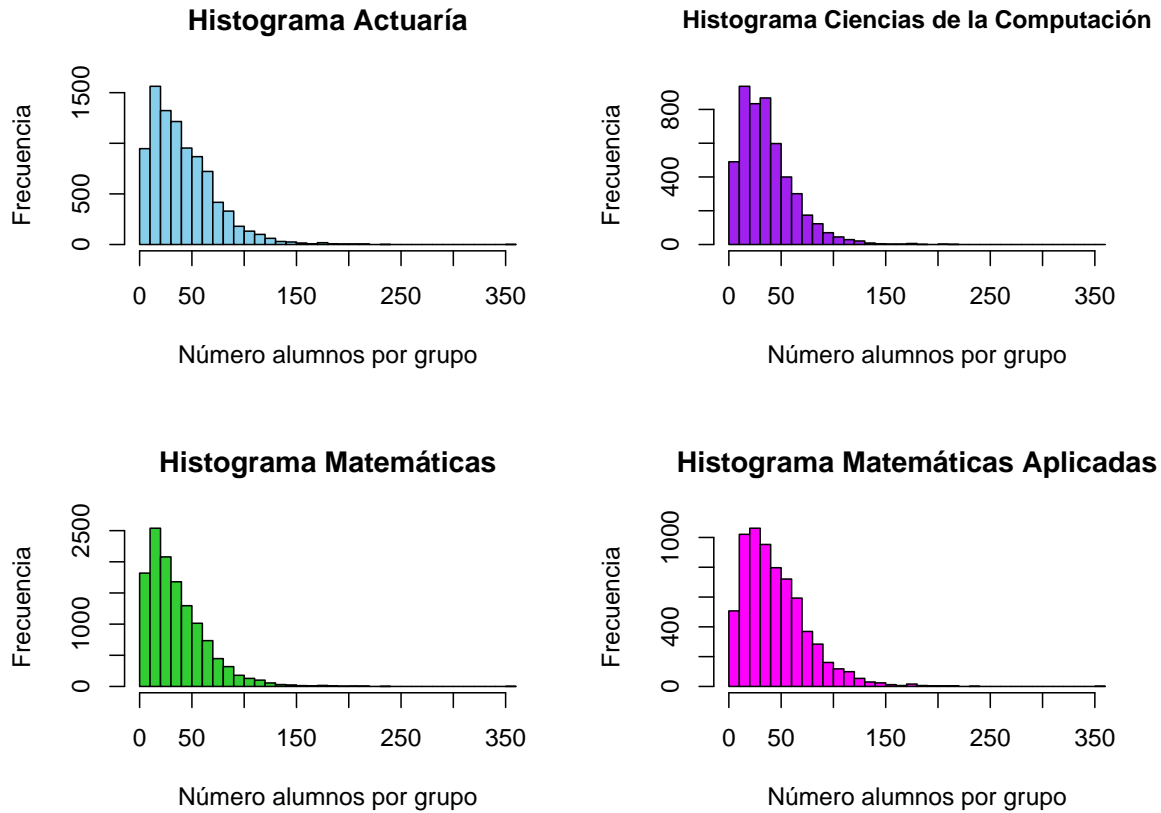 Histograma Actuaría
Frecuencia
0
500
1500
0
50
150
250
350
Número alumnos por grupo
Histograma Ciencias de la Computación
Frecuencia
0
400
800
0
50
150
250
350
Número alumnos por grupo
Histograma Matemáticas
Frecuencia
0
1000
2500
0
50
150
250
350
Número alumnos por grupo
Histograma Matemáticas Aplicadas
Frecuencia
0
400
1000
0
50
150
250
350
Número alumnos por grupo